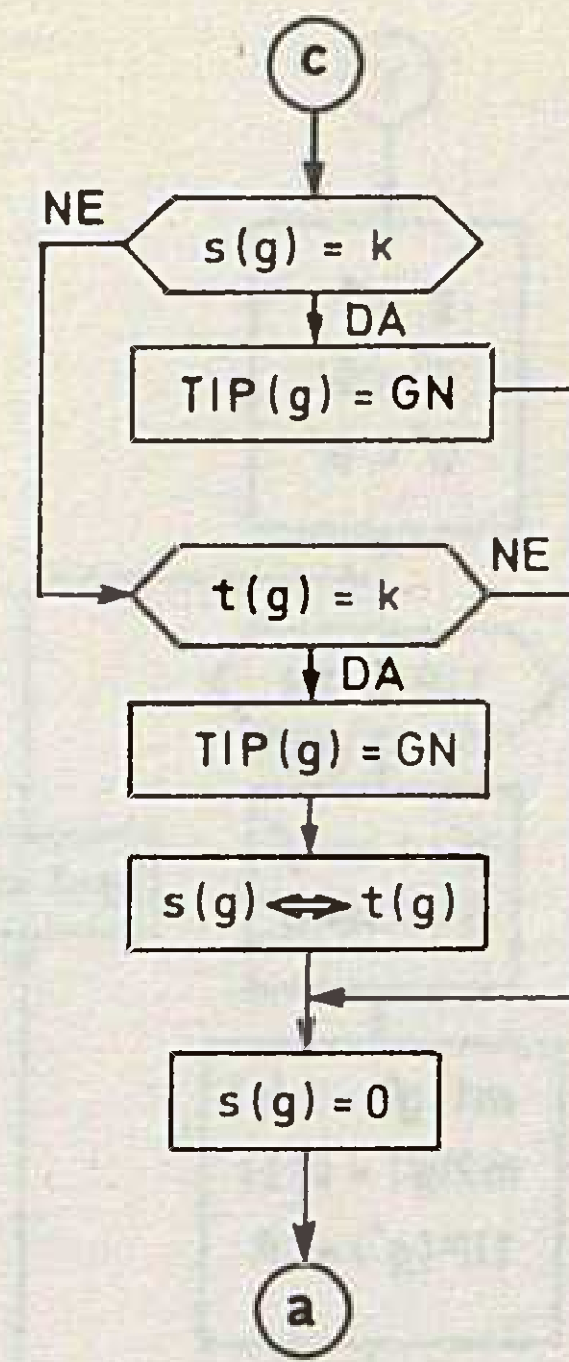 c
NE
s(g) = k
DA
TIP(g) = GN
NE
t(g) = k
DA
TIP(g) = GN
s(g) ⟺ t(g)
s(g) = 0
a